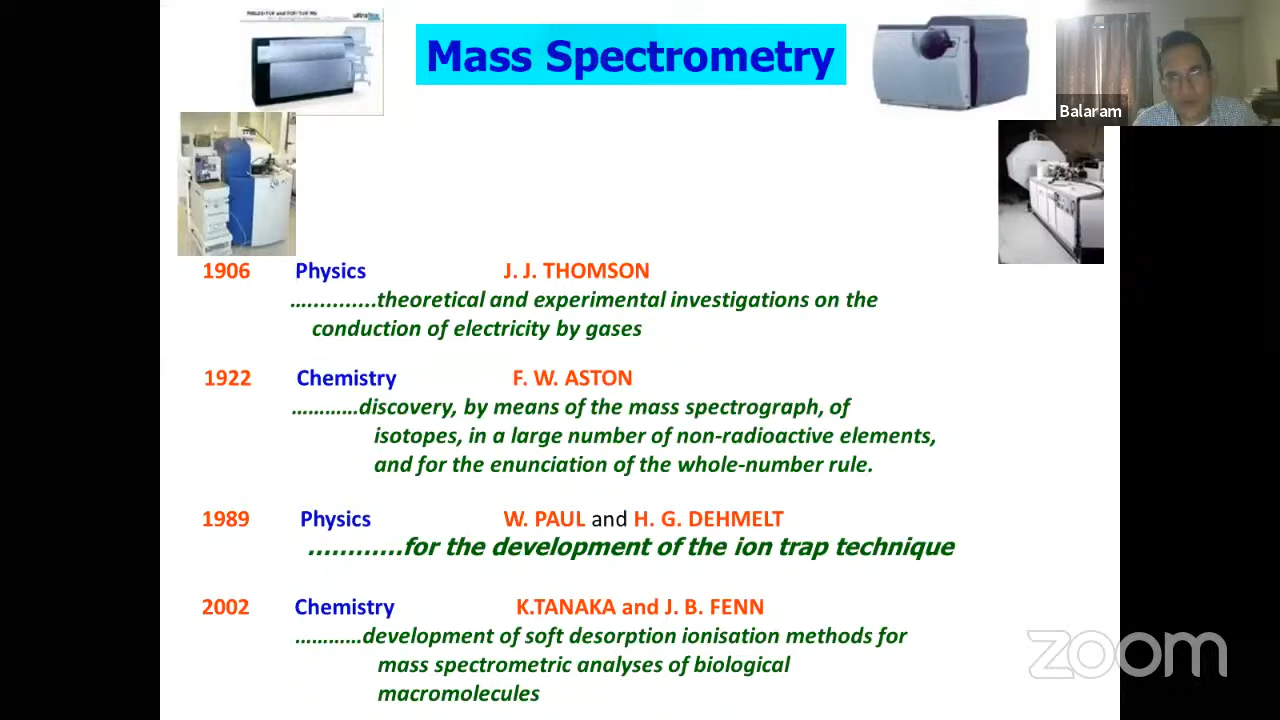 Mass Spectrometry
Balaram
1906 Physics J. J. THOMSON
….……....theoretical and experimental investigations on the
conduction of electricity by gases
1922 Chemistry F. W. ASTON
…………discovery, by means of the mass spectrograph, of
isotopes, in a large number of non-radioactive elements,
and for the enunciation of the whole-number rule.
1989 Physics W. PAUL and H. G. DEHMELT
…………for the development of the ion trap technique
2002 Chemistry K.TANAKA and J. B. FENN
…………development of soft desorption ionisation methods for
mass spectrometric analyses of biological
macromolecules
zoom